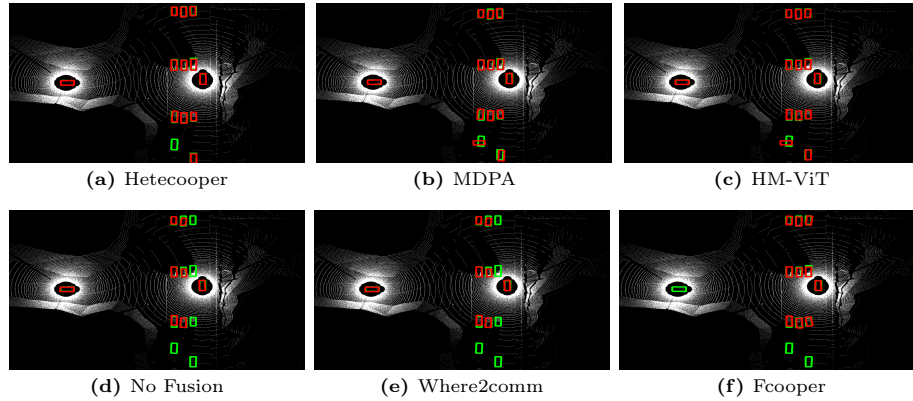 (a) Hetecooper
(b) MDPA
(c) HM-ViT
(d) No Fusion
(e) Where2comm
(f) Fcooper